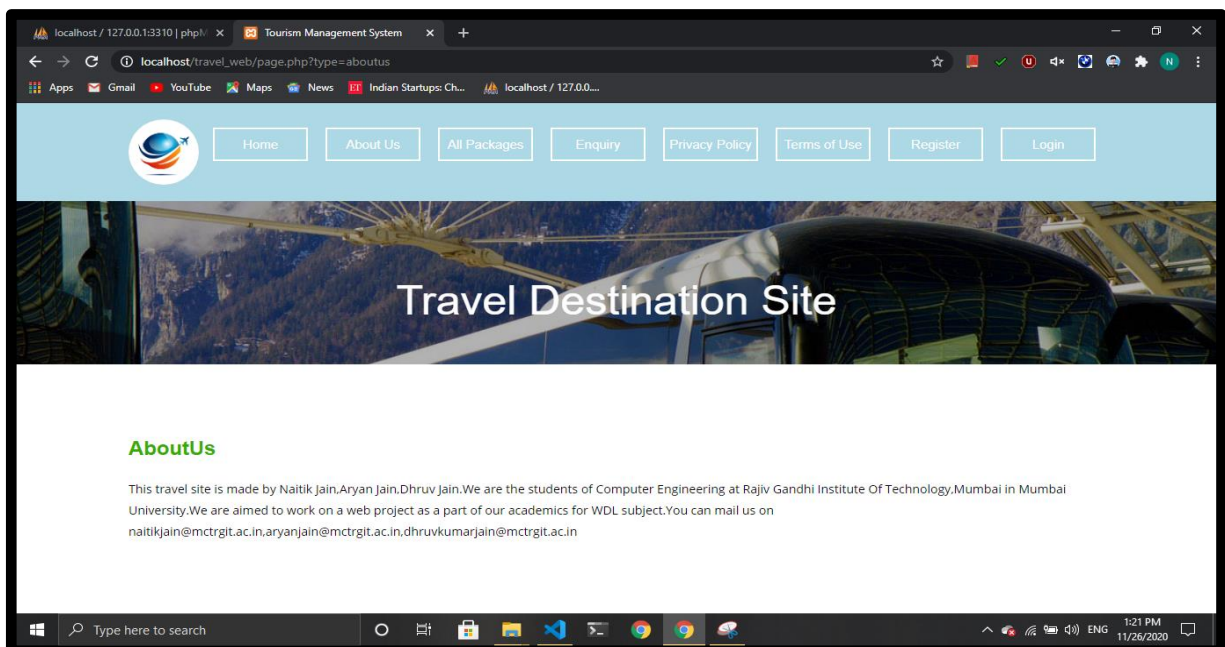 localhost / 127.0.0.1:3310 | phpM
Tourism Management System
localhost/travel_web/page.php?type=aboutus
N
Apps Gmail YouTube Maps News ET Indian Startups: Ch... localhost / 127.0.0....
Home About Us All Packages Enquiry Privacy Policy Terms of Use Register Login
Travel Destination Site
AboutUs
This travel site is made by Naitik Jain,Aryan Jain,Dhruv Jain.We are the students of Computer Engineering at Rajiv Gandhi Institute Of Technology,Mumbai in Mumbai
University.We are aimed to work on a web project as a part of our academics for WDL subject.You can mail us on
naitikjain@mctrgit.ac.in,aryanjain@mctrgit.ac.in,dhruvkumarjain@mctrgit.ac.in
Type here to search
ENG
1:21 PM
11/26/2020